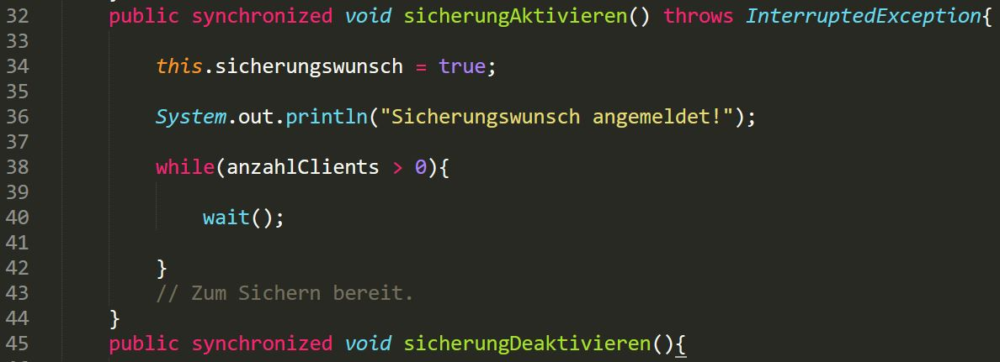 32 public synchronized void sicherungAktivieren() throws InterruptedException{
33
34 this.sicherungswunsch = true;
35
36 System.out.println("Sicherungswunsch angemeldet!");
37
38 while(anzahlClients > 0){
39
40 wait();
41
42 }
43 // Zum Sichern bereit.
44 }
45 public synchronized void sicherungDeaktivieren(){